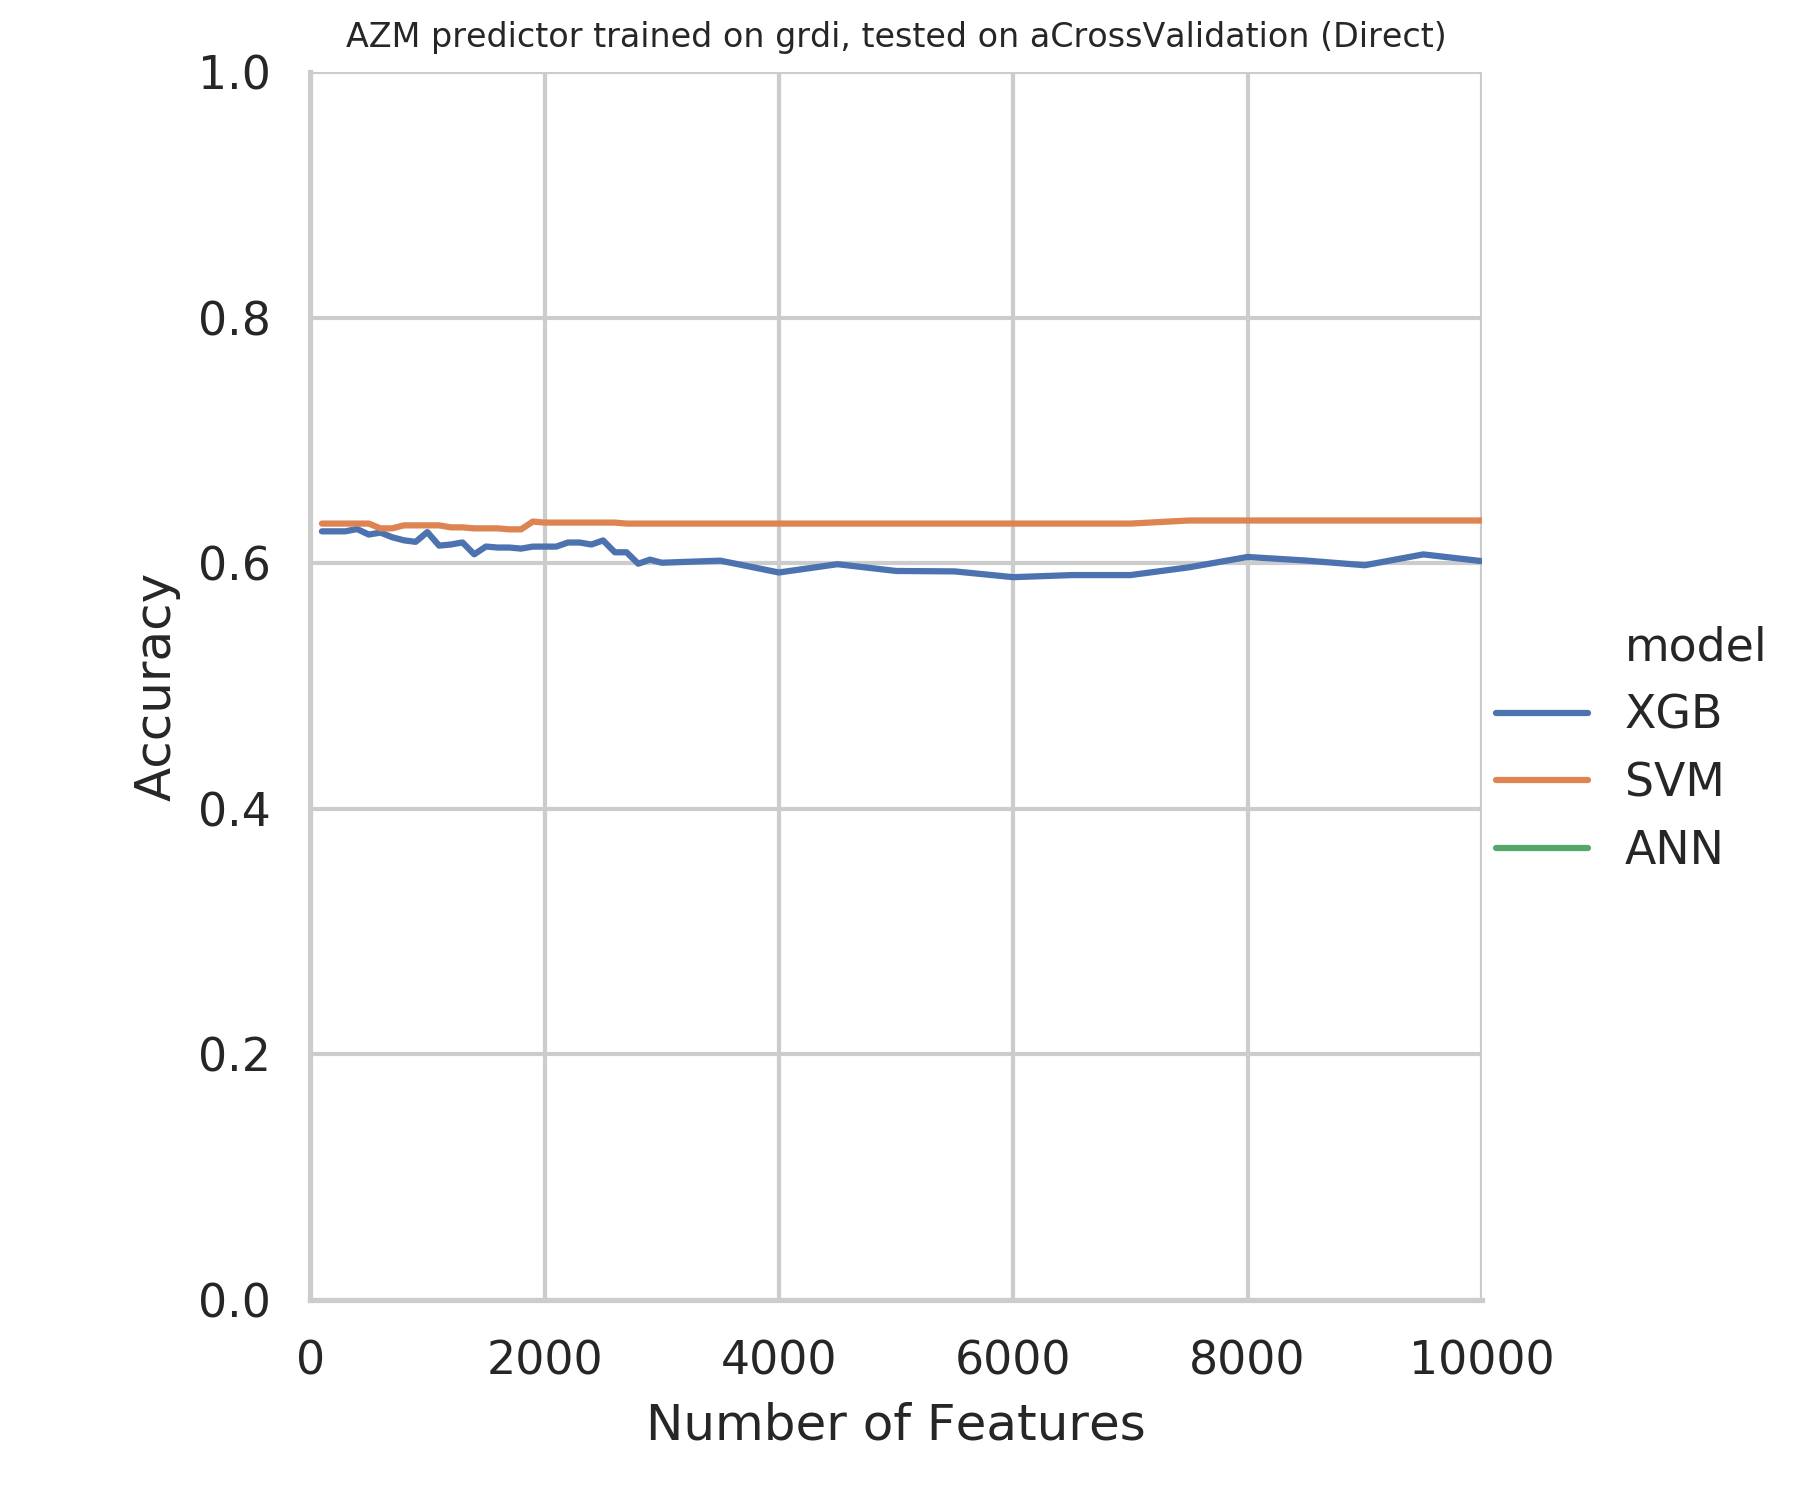 AZM predictor trained on grdi, tested on aCrossValidation (Direct)
1.0
0.8
0.6
0.4
0.2
0.0
Accuracy
0 2000 4000 6000 8000 10000
Number of Features
model
XGB
SVM
ANN